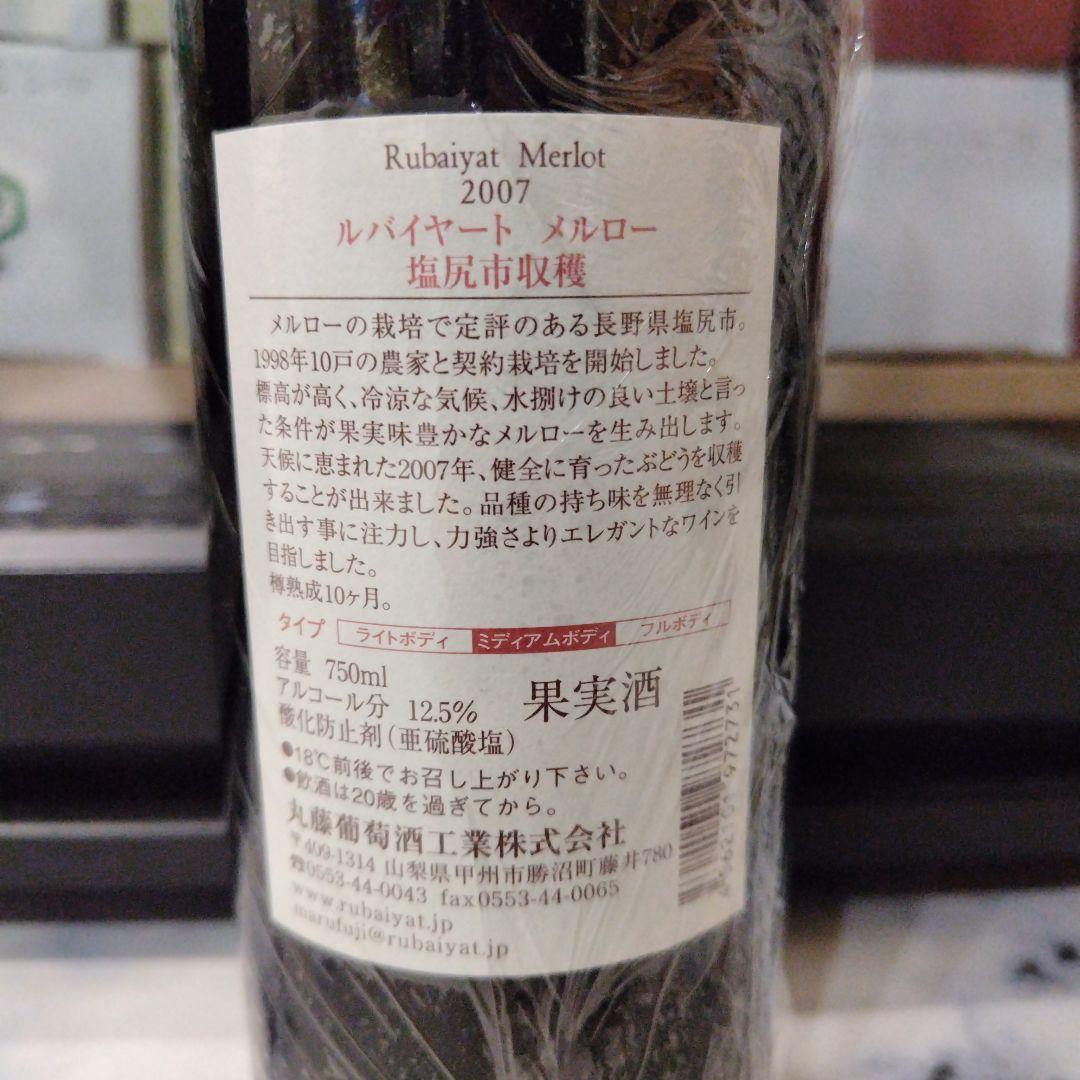 Rubaiyat Merlot
2007
ルバイヤート メルロー
塩尻市収穫
メルローの栽培で定評のある長野県塩尻市。
1998年10戸の農家と契約栽培を開始しました。
標高が高く、冷涼な気候、水捌けの良い土壌と言っ
た条件が果実味豊かなメルローを生み出します。
天候に恵まれた2007年、健全に育ったぶどうを収穫
することが出来ました。品種の持ち味を無理なく引
き出す事に注力し、力強さよりエレガントなワインを
目指しました。
樽熟成10ヶ月。
タイプ ライトボディ ミディアムボディ フルボディ
容量 750ml
アルコール分 12.5% 果実酒
酸化防止剤(亜硫酸塩)
●18℃前後でお召し上がり下さい。
●飲酒は20歳を過ぎてから。
丸藤葡萄酒工業株式会社
〒409-1314 山梨県甲州市勝沼町藤井780
☎0553-44-0043 fax0553-44-0065
www.rubaiyat.jp
marufuji@rubaiyat.jp